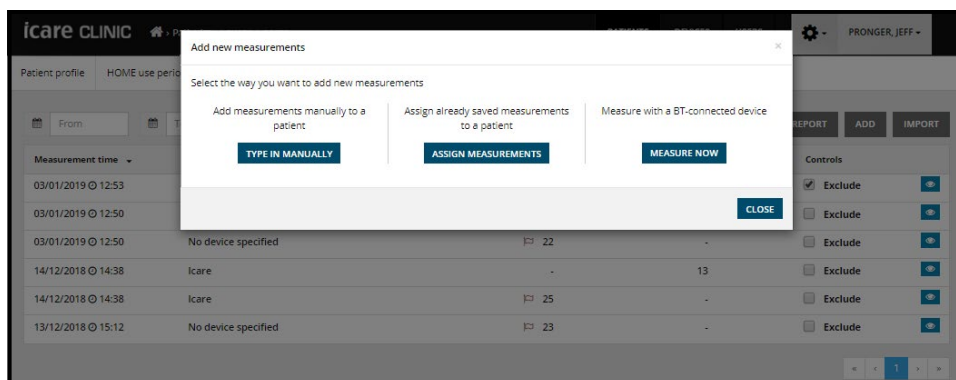 icare CLINIC
PATIENTS
PRONGER, JEFF
Add new measurements
×
Patient profile
HOME use perio
Select the way you want to add new measurements
Add measurements manually to a
patient
TYPE IN MANUALLY
Assign already saved measurements
to a patient
ASSIGN MEASUREMENTS
Measure with a BT-connected device
MEASURE NOW
CLOSE
From
T
REPORT
ADD
IMPORT
Measurement time
Controls
03/01/2019 12:53
Exclude
03/01/2019 12:50
Exclude
03/01/2019 12:50 No device specified 22 - Exclude
14/12/2018 14:38 Icare - 13 Exclude
14/12/2018 14:38 Icare 25 - Exclude
13/12/2018 15:12 No device specified 23 - Exclude
« ‹ 1 › »